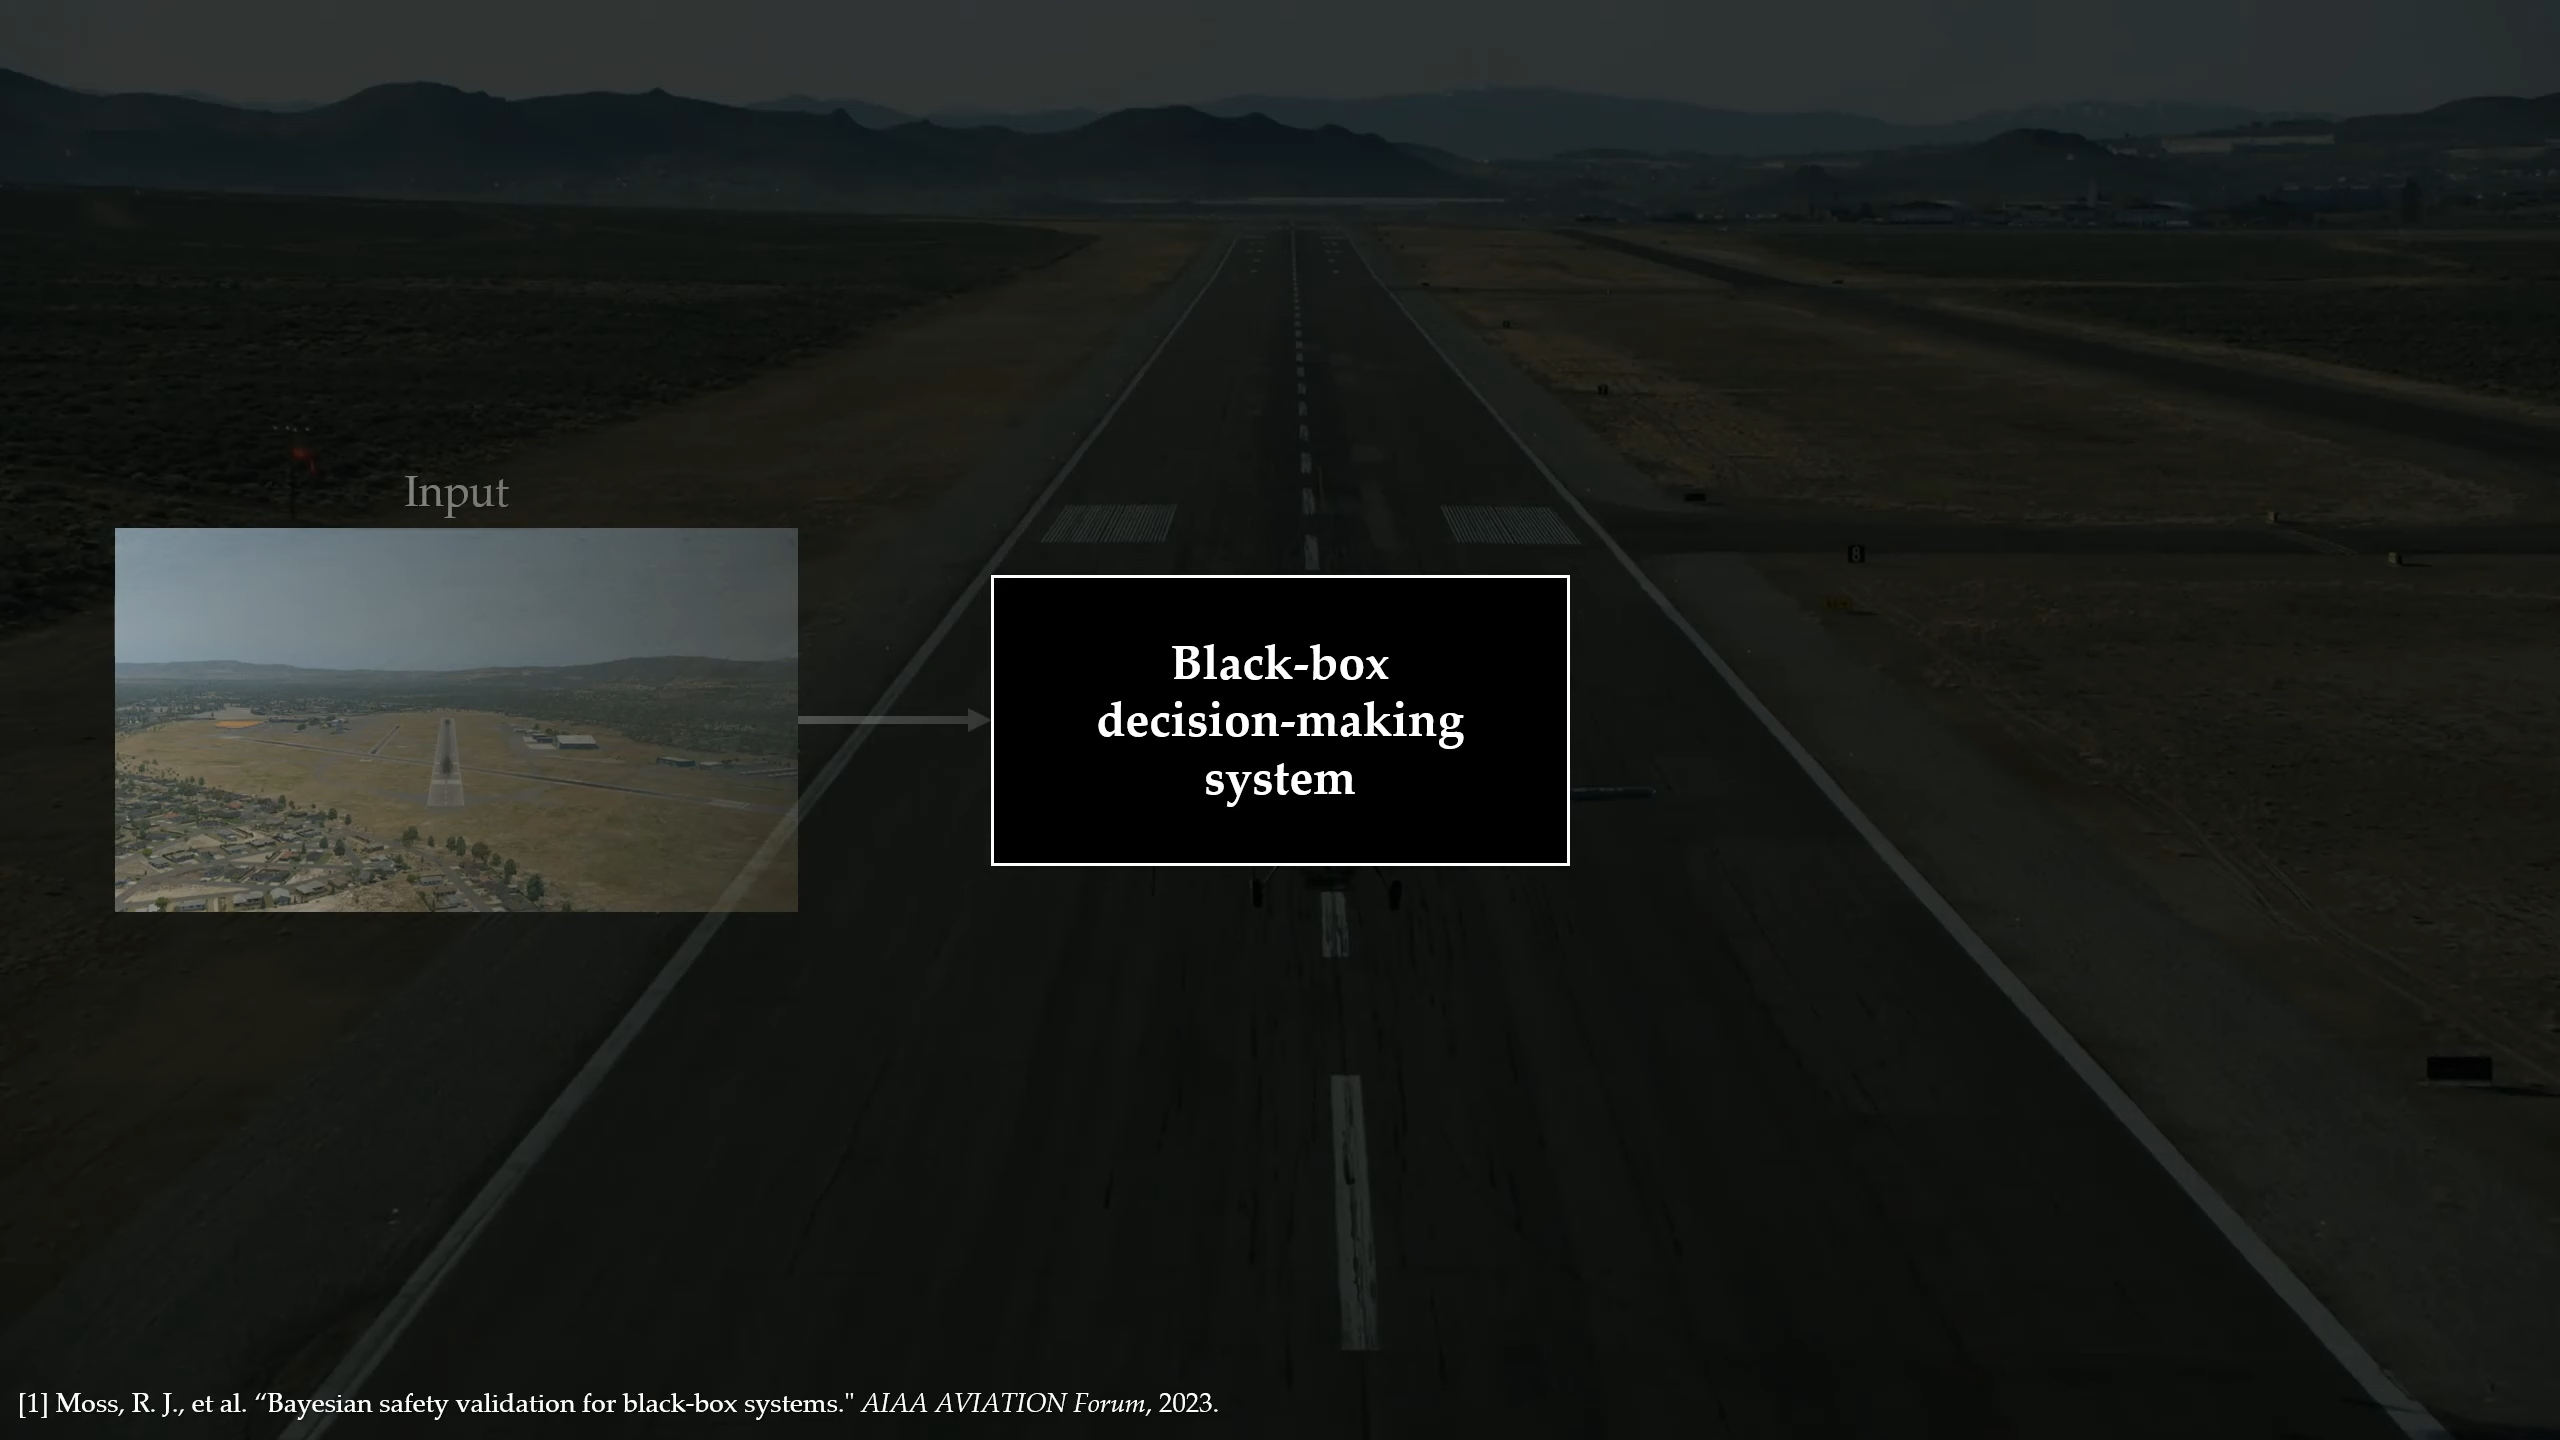 Input
Black-box
decision-making
system
8
[1] Moss, R. J., et al. “Bayesian safety validation for black-box systems." AIAA AVIATION Forum, 2023.